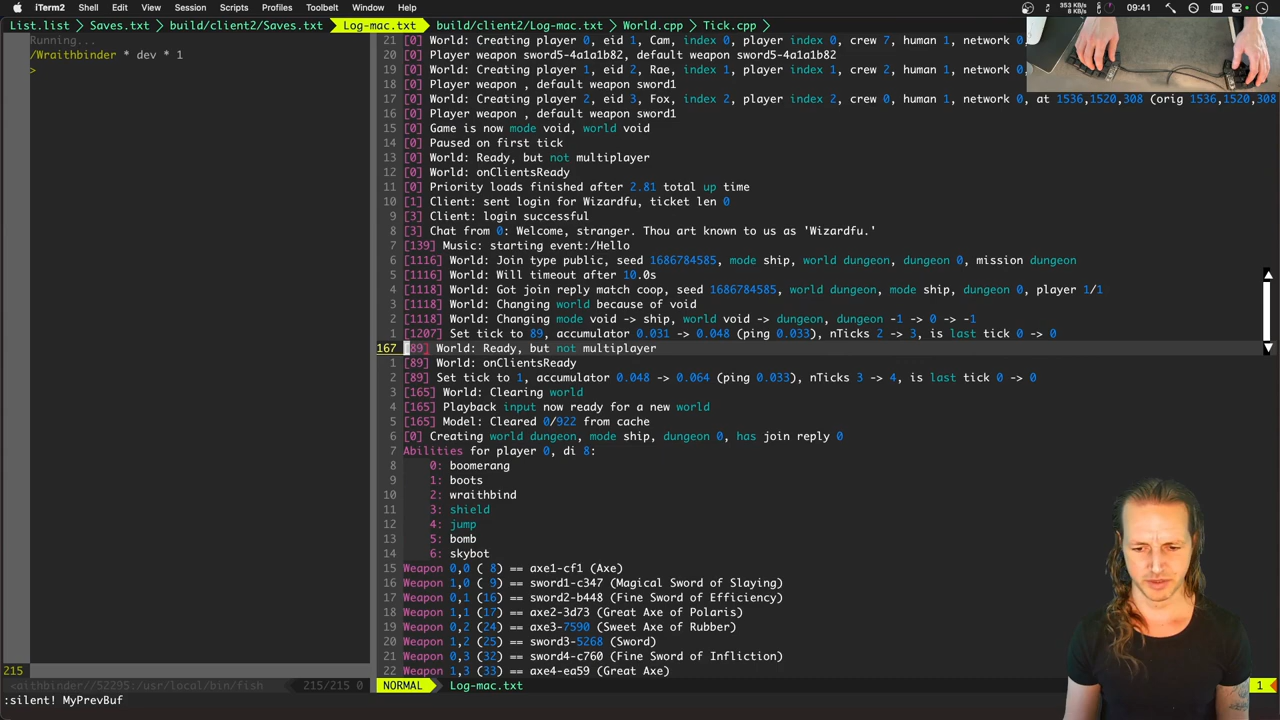 iTerm2 Shell Edit View Session Scripts Profiles Toolbelt Window Help 353 KB/s 8 KB/s 09:41
List.list > Saves.txt > build/client2/Saves.txt Log-mac.txt build/client2/Log-mac.txt > World.cpp > Tick.cpp >
Running...
/Wraithbinder * dev * 1
>
21 [0] World: Creating player 0, eid 1, Cam, index 0, player index 0, crew 7, human 1, network 0,
20 Player weapon sword5-4a1a1b82, default weapon sword5-4a1a1b82
19 [0] World: Creating player 1, eid 2, Rae, index 1, player index 1, crew 8, human 1, network 0,
18 Player weapon , default weapon sword1
17 [0] World: Creating player 2, eid 3, Fox, index 2, player index 2, crew 0, human 1, network 0, at 1536,1520,308 (orig 1536,1520,308
16 Player weapon , default weapon sword1
15 [0] Game is now mode void, world void
14 [0] Paused on first tick
13 [0] World: Ready, but not multiplayer
12 [0] World: onClientsReady
11 [0] Priority loads finished after 2.81 total up time
10 [1] Client: sent login for Wizardfu, ticket len 0
9 [3] Client: login successful
8 [3] Chat from 0: Welcome, stranger. Thou art known to us as 'Wizardfu.'
7 [139] Music: starting event:/Hello
6 [1116] World: Join type public, seed 1686784585, mode ship, world dungeon, dungeon 0, mission dungeon
5 [1116] World: Will timeout after 10.0s
4 [1118] World: Got join reply match coop, seed 1686784585, world dungeon, mode ship, dungeon 0, player 1/1
3 [1118] World: Changing world because of void
2 [1118] World: Changing mode void -> ship, world void -> dungeon, dungeon -1 -> 0 -> -1
1 [1207] Set tick to 89, accumulator 0.031 -> 0.048 (ping 0.033), nTicks 2 -> 3, is last tick 0 -> 0
167 [89] World: Ready, but not multiplayer
1 [89] World: onClientsReady
2 [89] Set tick to 1, accumulator 0.048 -> 0.064 (ping 0.033), nTicks 3 -> 4, is last tick 0 -> 0
3 [165] World: Clearing world
4 [165] Playback input now ready for a new world
5 [165] Model: Cleared 0/922 from cache
6 [0] Creating world dungeon, mode ship, dungeon 0, has join reply 0
7 Abilities for player 0, di 8:
8 0: boomerang
9 1: boots
10 2: wraithbind
11 3: shield
12 4: jump
13 5: bomb
14 6: skybot
15 Weapon 0,0 ( 8) == axe1-cf1 (Axe)
16 Weapon 1,0 ( 9) == sword1-c347 (Magical Sword of Slaying)
17 Weapon 0,1 (16) == sword2-b448 (Fine Sword of Efficiency)
18 Weapon 1,1 (17) == axe2-3d73 (Great Axe of Polaris)
19 Weapon 0,2 (24) == axe3-7590 (Sweet Axe of Rubber)
20 Weapon 1,2 (25) == sword3-5268 (Sword)
21 Weapon 0,3 (32) == sword4-c760 (Fine Sword of Infliction)
22 Weapon 1,3 (33) == axe4-ea59 (Great Axe)
215
<aithbinder//52295:/usr/local/bin/fish 215/215 0 NORMAL Log-mac.txt 1
:silent! MyPrevBuf